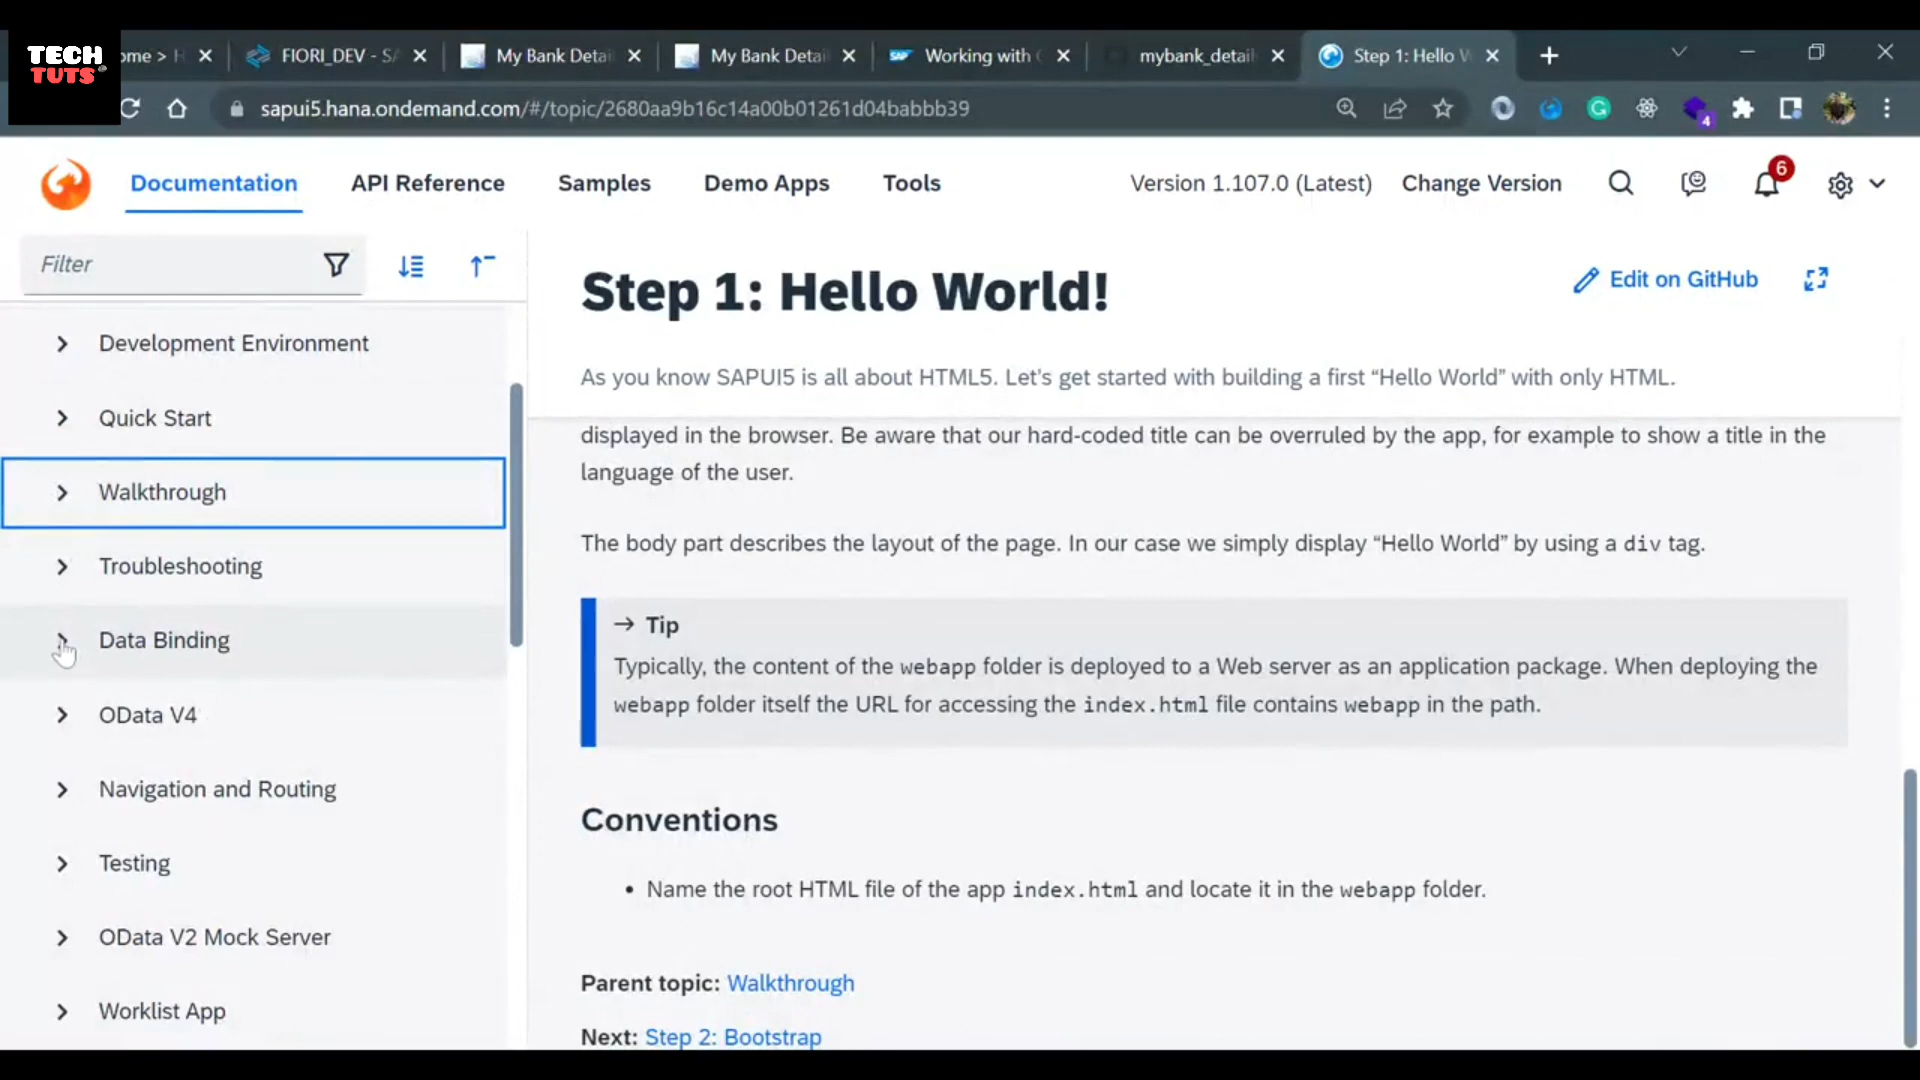 TECH
TUTS
ome > H
FIORI_DEV - SA
My Bank Detai
My Bank Detai
SAP Working with
mybank_detail
Step 1: Hello W
sapui5.hana.ondemand.com/#/topic/2680aa9b16c14a00b01261d04babbb39
4
Documentation API Reference Samples Demo Apps Tools Version 1.107.0 (Latest) Change Version 6
Filter
Development Environment
Quick Start
Walkthrough
Troubleshooting
Data Binding
OData V4
Navigation and Routing
Testing
OData V2 Mock Server
Worklist App
Step 1: Hello World!
Edit on GitHub
As you know SAPUI5 is all about HTML5. Let's get started with building a first “Hello World” with only HTML.
displayed in the browser. Be aware that our hard-coded title can be overruled by the app, for example to show a title in the
language of the user.
The body part describes the layout of the page. In our case we simply display “Hello World” by using a div tag.
→ Tip
Typically, the content of the webapp folder is deployed to a Web server as an application package. When deploying the
webapp folder itself the URL for accessing the index.html file contains webapp in the path.
Conventions
• Name the root HTML file of the app index.html and locate it in the webapp folder.
Parent topic: Walkthrough
Next: Step 2: Bootstrap